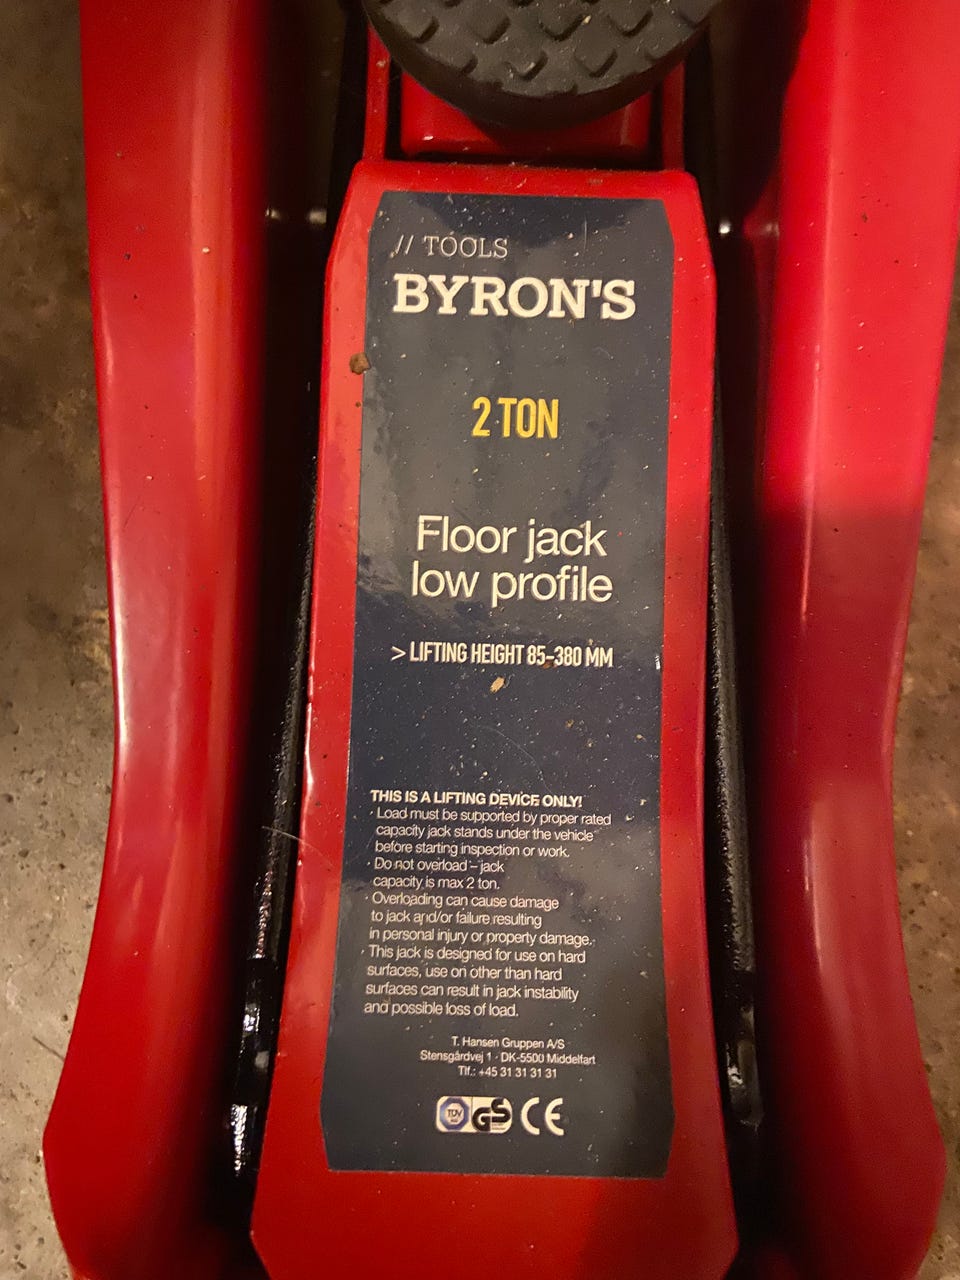 // TOOLS
BYRON'S
2 TON
Floor jack
low profile
> LIFTING HEIGHT 85-380 MM
THIS IS A LIFTING DEVICE ONLY!
· Load must be supported by proper rated
capacity jack stands under the vehicle
before starting inspection or work.
· Do not overload – jack
capacity is max 2 ton.
· Overloading can cause damage
to jack and/or failure resulting
in personal injury or property damage.
· This jack is designed for use on hard
surfaces, use on other than hard
surfaces can result in jack instability
and possible loss of load.
T. Hansen Gruppen A/S
Stensgårdvej 1 · DK-5500 Middelfart
Tlf.: +45 31 31 31 31
TÜV GS CE